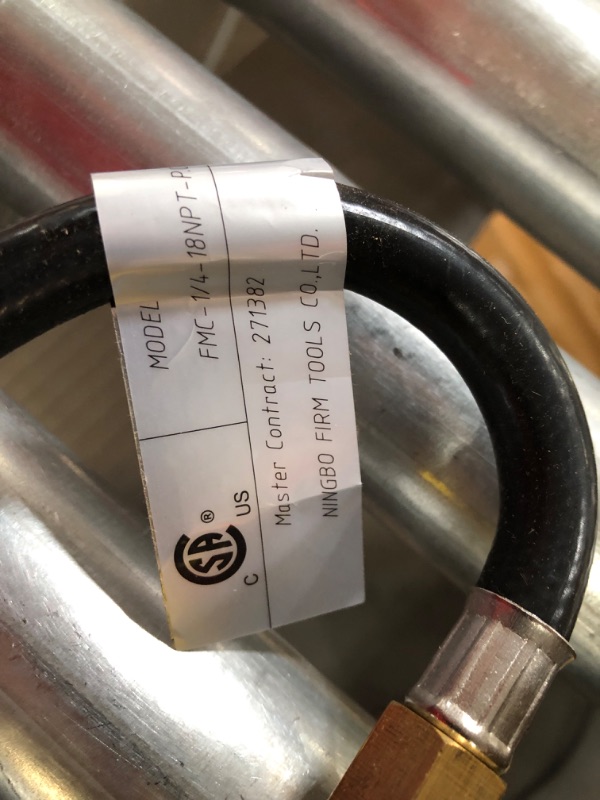 MODEL
FMC-1/4-18NPT-P
C SA ® US
Master Contract: 271382
NINGBO FIRM TOOLS CO.,LTD.